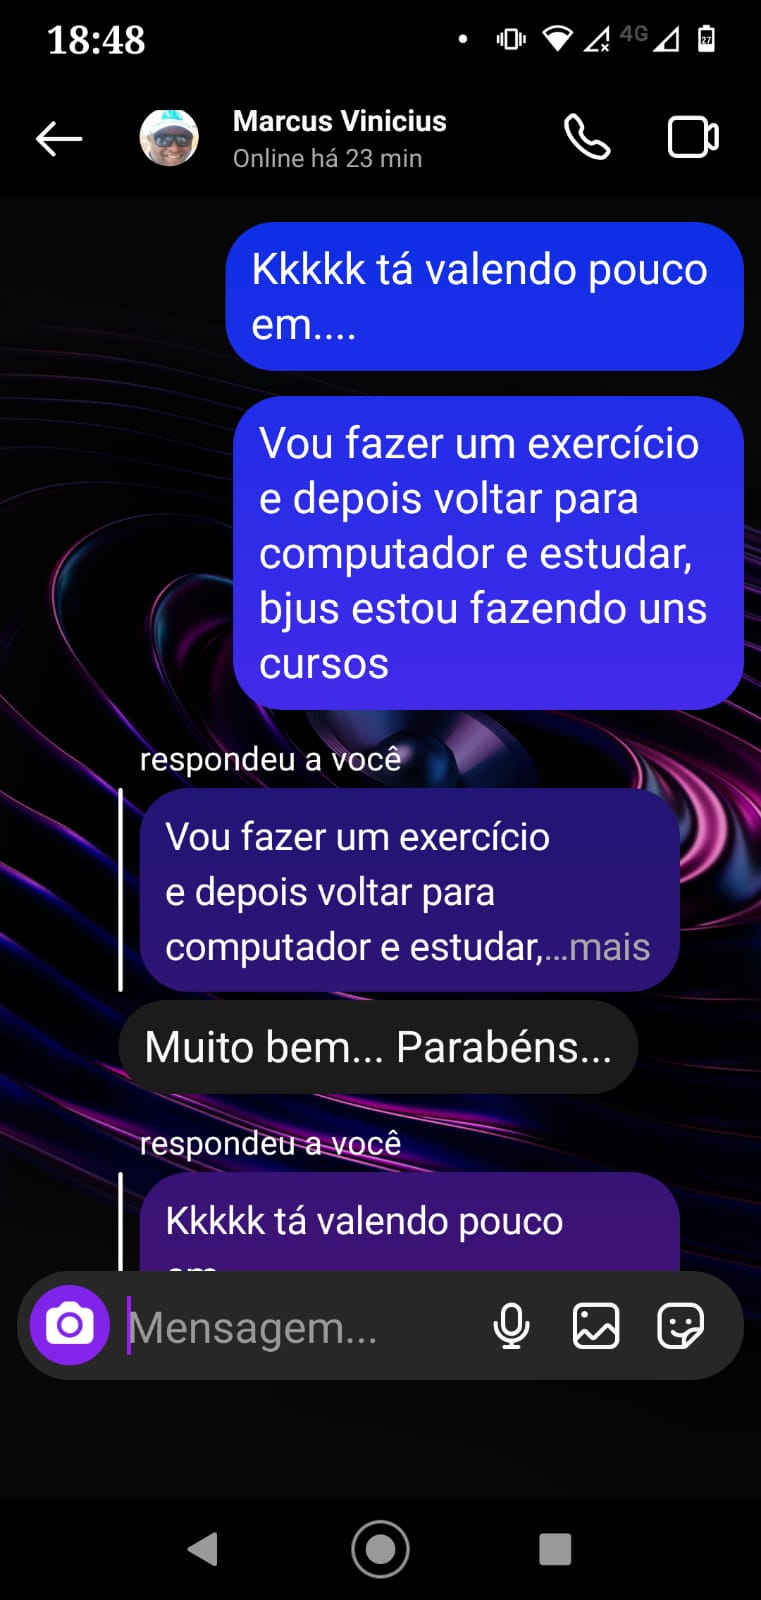 18:48
4G
27
Marcus Vinicius
Online há 23 min
Kkkkk tá valendo pouco
em....
Vou fazer um exercício
e depois voltar para
computador e estudar,
bjus estou fazendo uns
cursos
respondeu a você
Vou fazer um exercício
e depois voltar para
computador e estudar,...mais
Muito bem... Parabéns...
respondeu a você
Kkkkk tá valendo pouco
Mensagem...